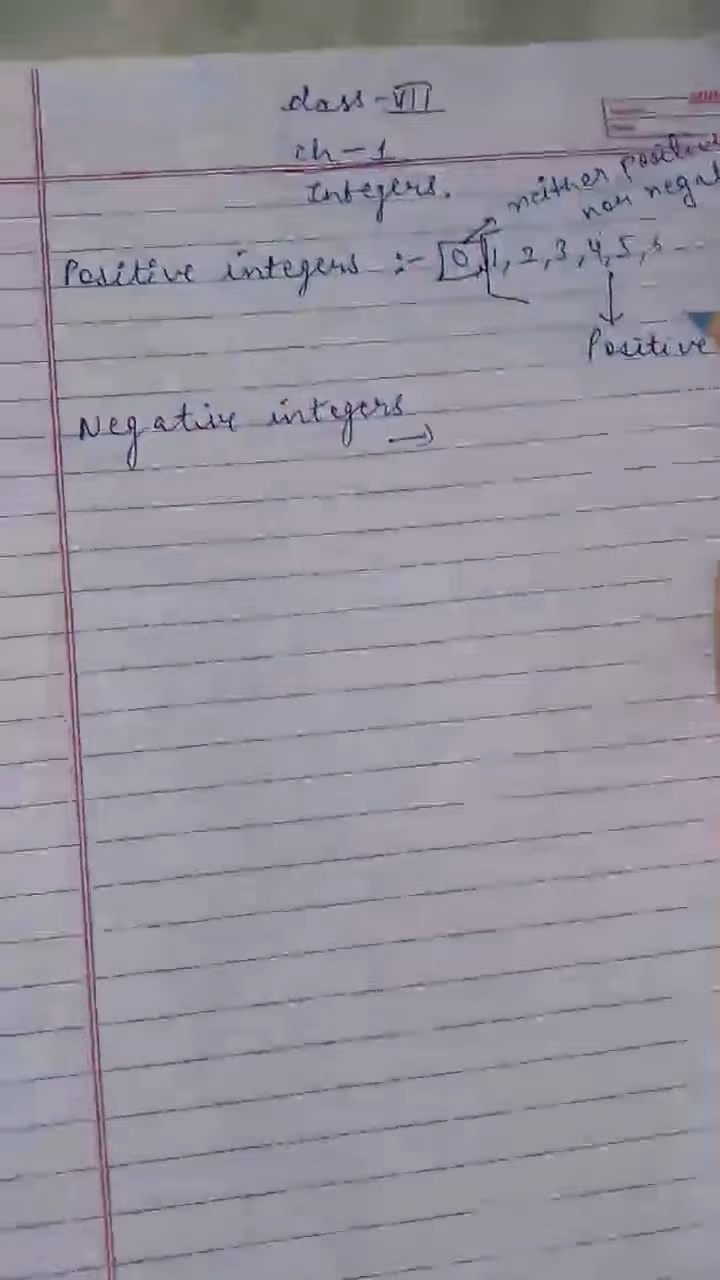 class - VII
ch - 1
Integers.
neither positive
nor negat
Positive integers :- 0, 1, 2, 3, 4, 5, 6 - -
Positive
Negative integers →